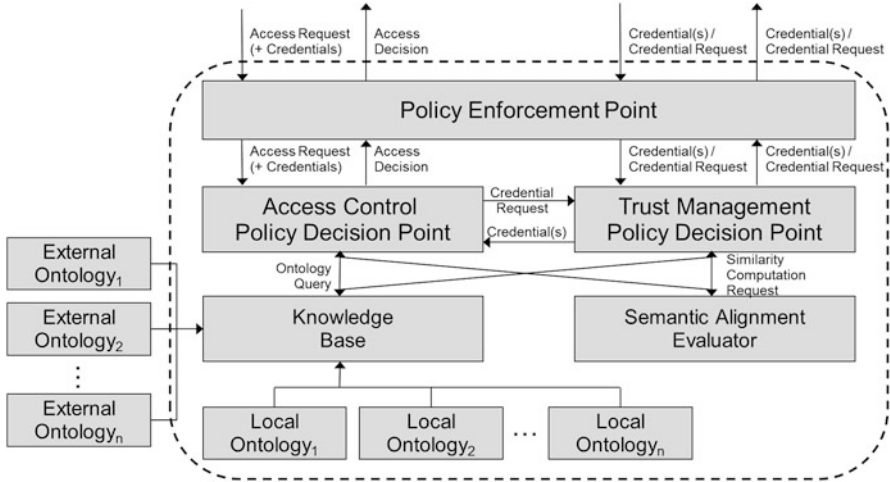 Access Request
(+ Credentials)
Access
Decision
Credential(s) /
Credential Request
Credential(s) /
Credential Request
Policy Enforcement Point
Access Request
(+ Credentials)
Access
Decision
Credential(s) /
Credential Request
Credential(s) /
Credential Request
Access Control
Policy Decision Point
Credential
Request
Credential(s)
Trust Management
Policy Decision Point
External
Ontology1
Ontology
Query
Similarity
Computation
Request
External
Ontology2
Knowledge
Base
Semantic Alignment
Evaluator
⋮
External
Ontologyn
Local
Ontology1
Local
Ontology2
...
Local
Ontologyn